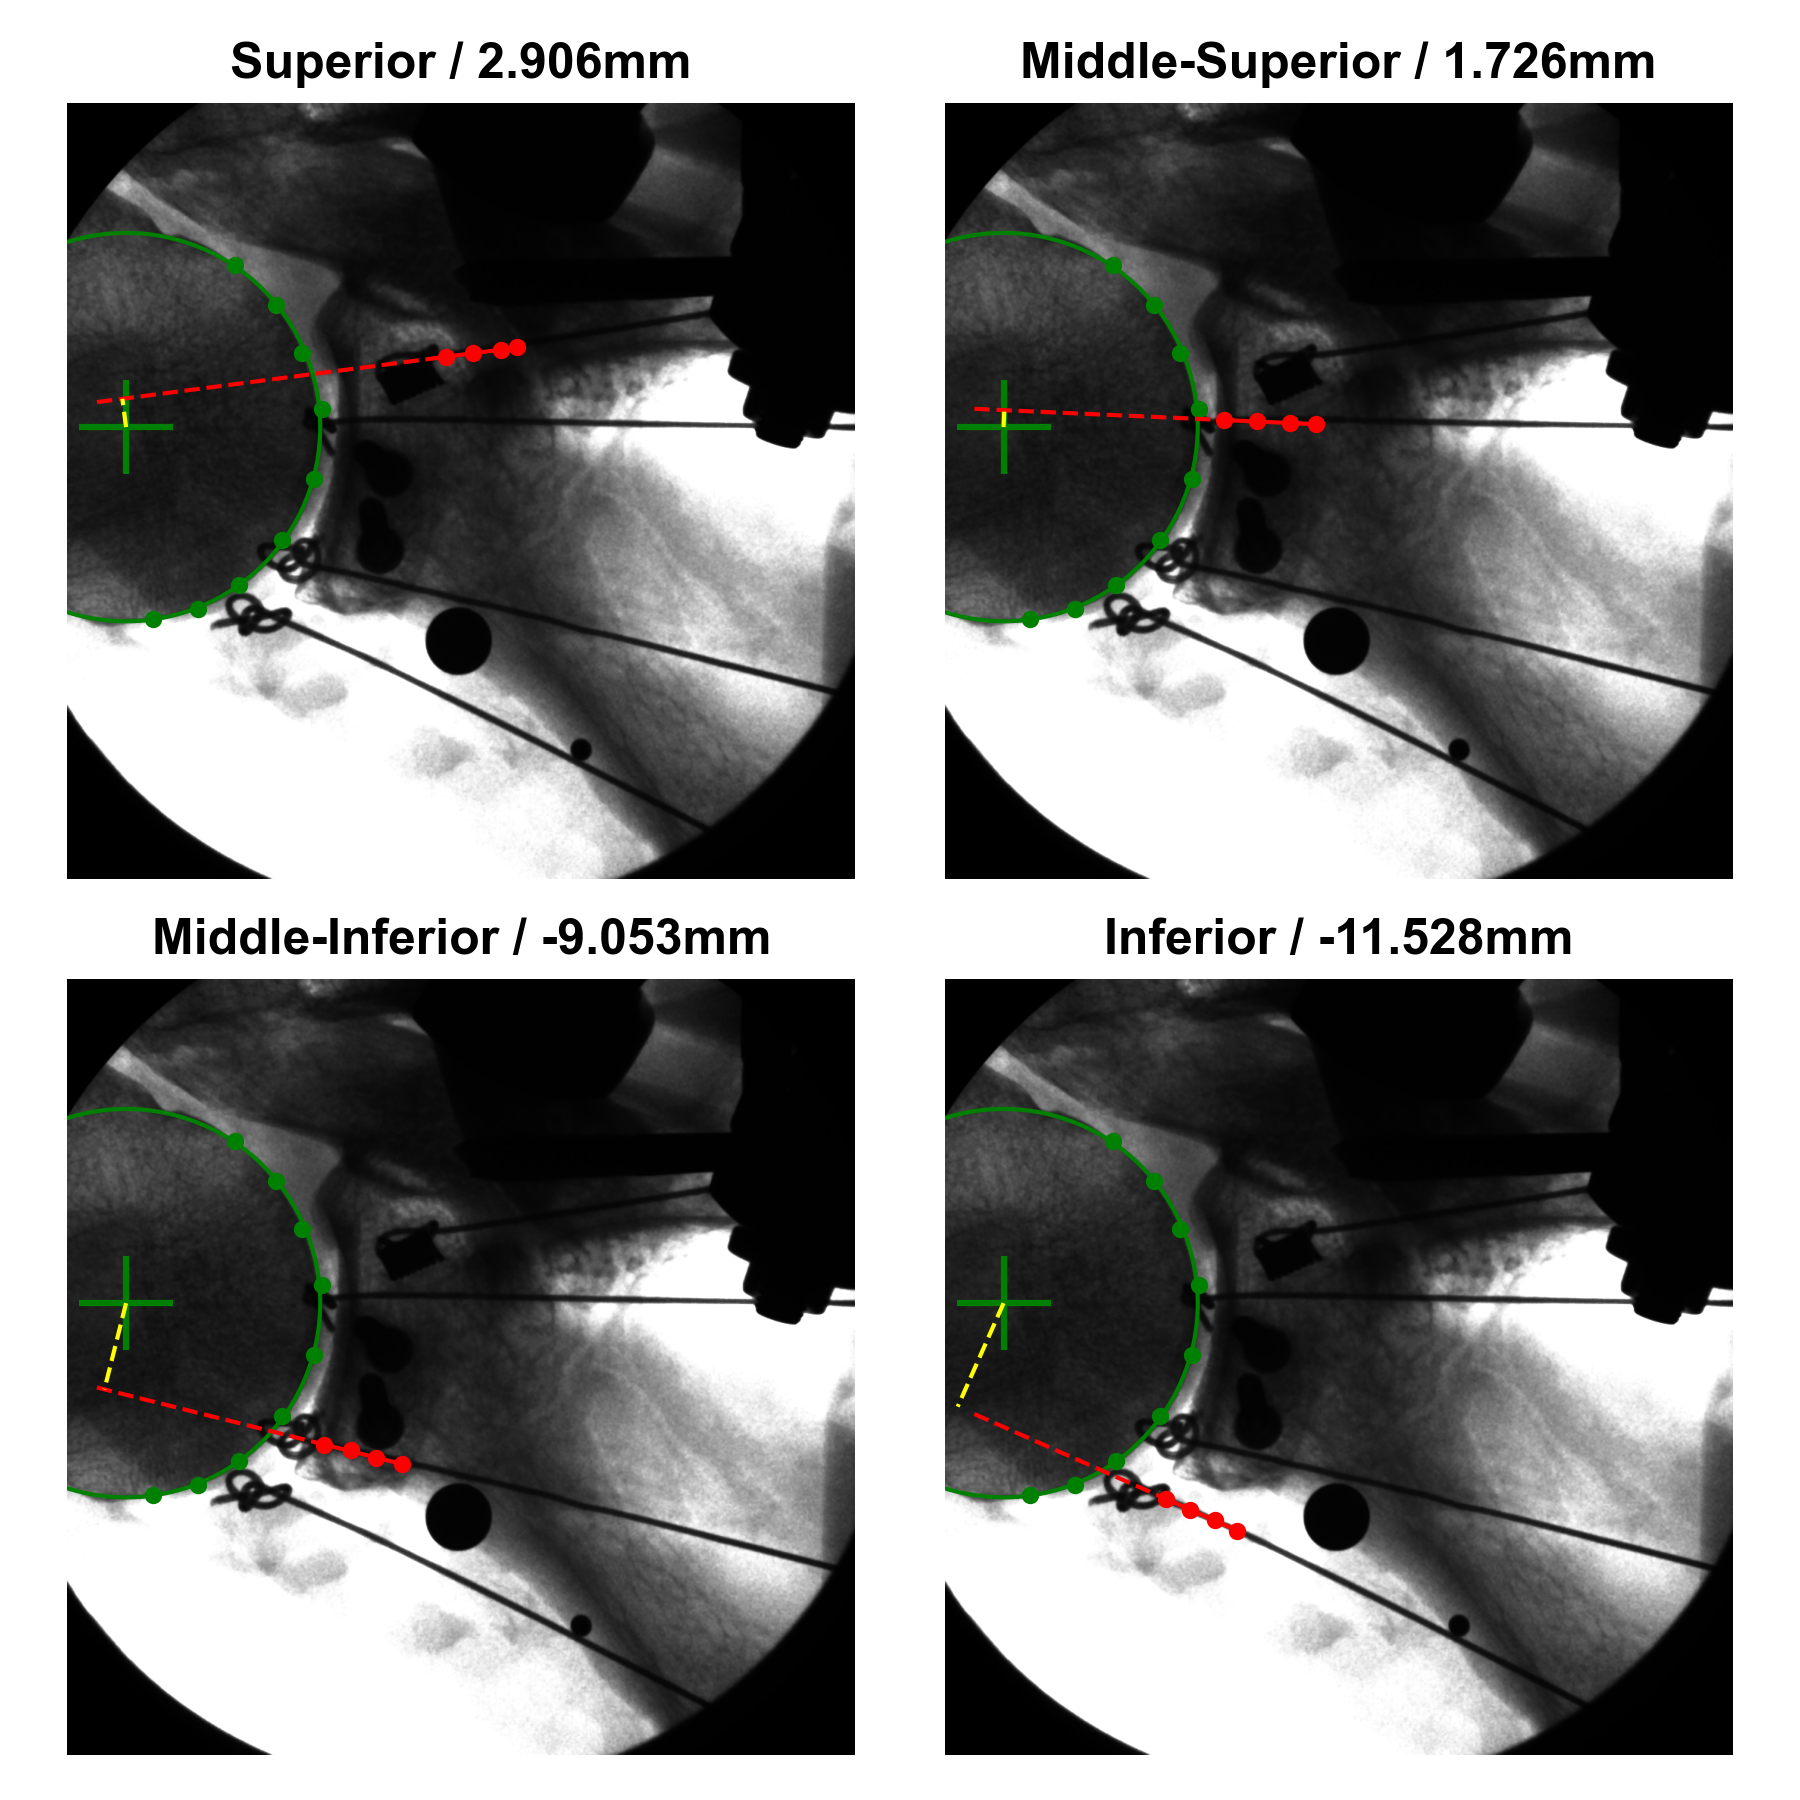 Superior / 2.906mm
Middle-Superior / 1.726mm
Middle-Inferior / -9.053mm
Inferior / -11.528mm